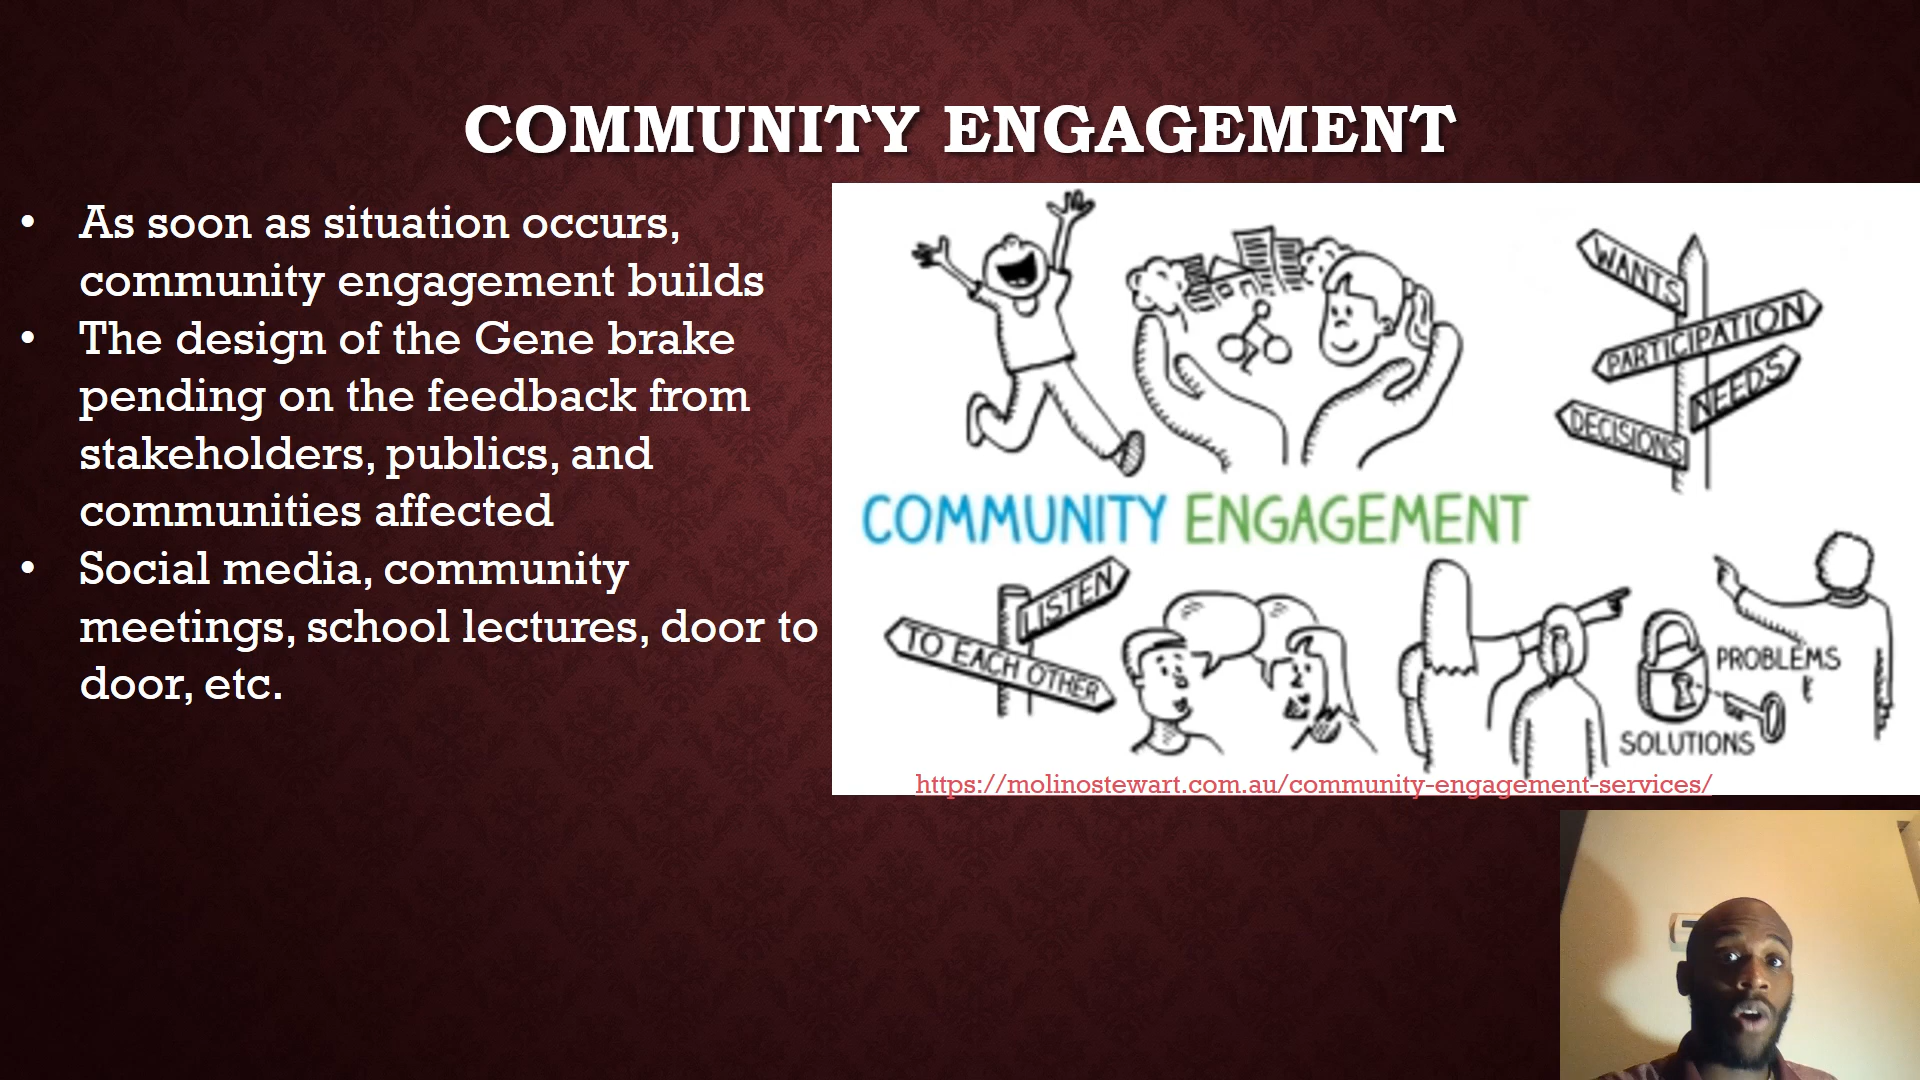 COMMUNITY ENGAGEMENT
• As soon as situation occurs,
community engagement builds
• The design of the Gene brake
pending on the feedback from
stakeholders, publics, and
communities affected
• Social media, community
meetings, school lectures, door to
door, etc.
WANTS
PARTICIPATION
NEEDS
DECISIONS
COMMUNITY ENGAGEMENT
LISTEN
TO EACH OTHER
PROBLEMS
SOLUTIONS
https://molinostewart.com.au/community-engagement-services/